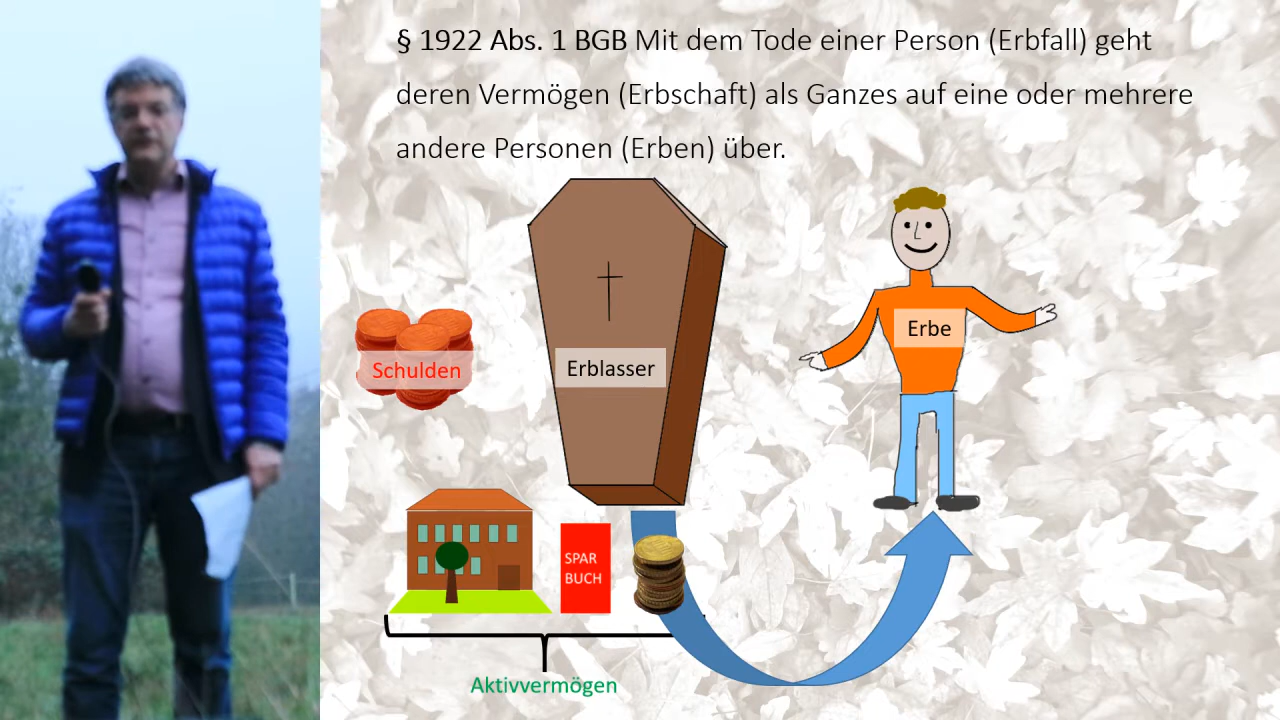 § 1922 Abs. 1 BGB Mit dem Tode einer Person (Erbfall) geht
deren Vermögen (Erbschaft) als Ganzes auf eine oder mehrere
andere Personen (Erben) über.
Erbe
Schulden
Erblasser
SPAR
BUCH
Aktivvermögen